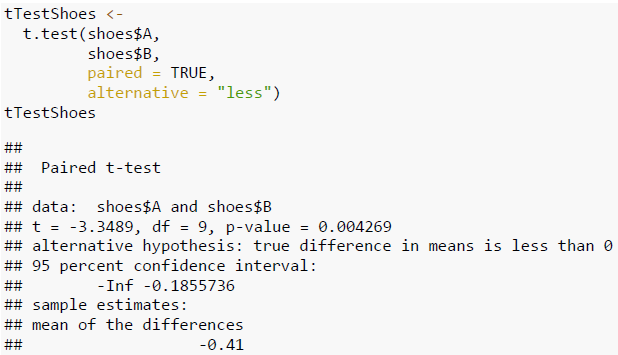 tTestShoes <-
  t.test(shoes$A,
         shoes$B,
         paired = TRUE,
         alternative = "less")
tTestShoes
##
##  Paired t-test
##
## data:  shoes$A and shoes$B
## t = -3.3489, df = 9, p-value = 0.004269
## alternative hypothesis: true difference in means is less than 0
## 95 percent confidence interval:
##        -Inf -0.1855736
## sample estimates:
## mean of the differences
##                   -0.41